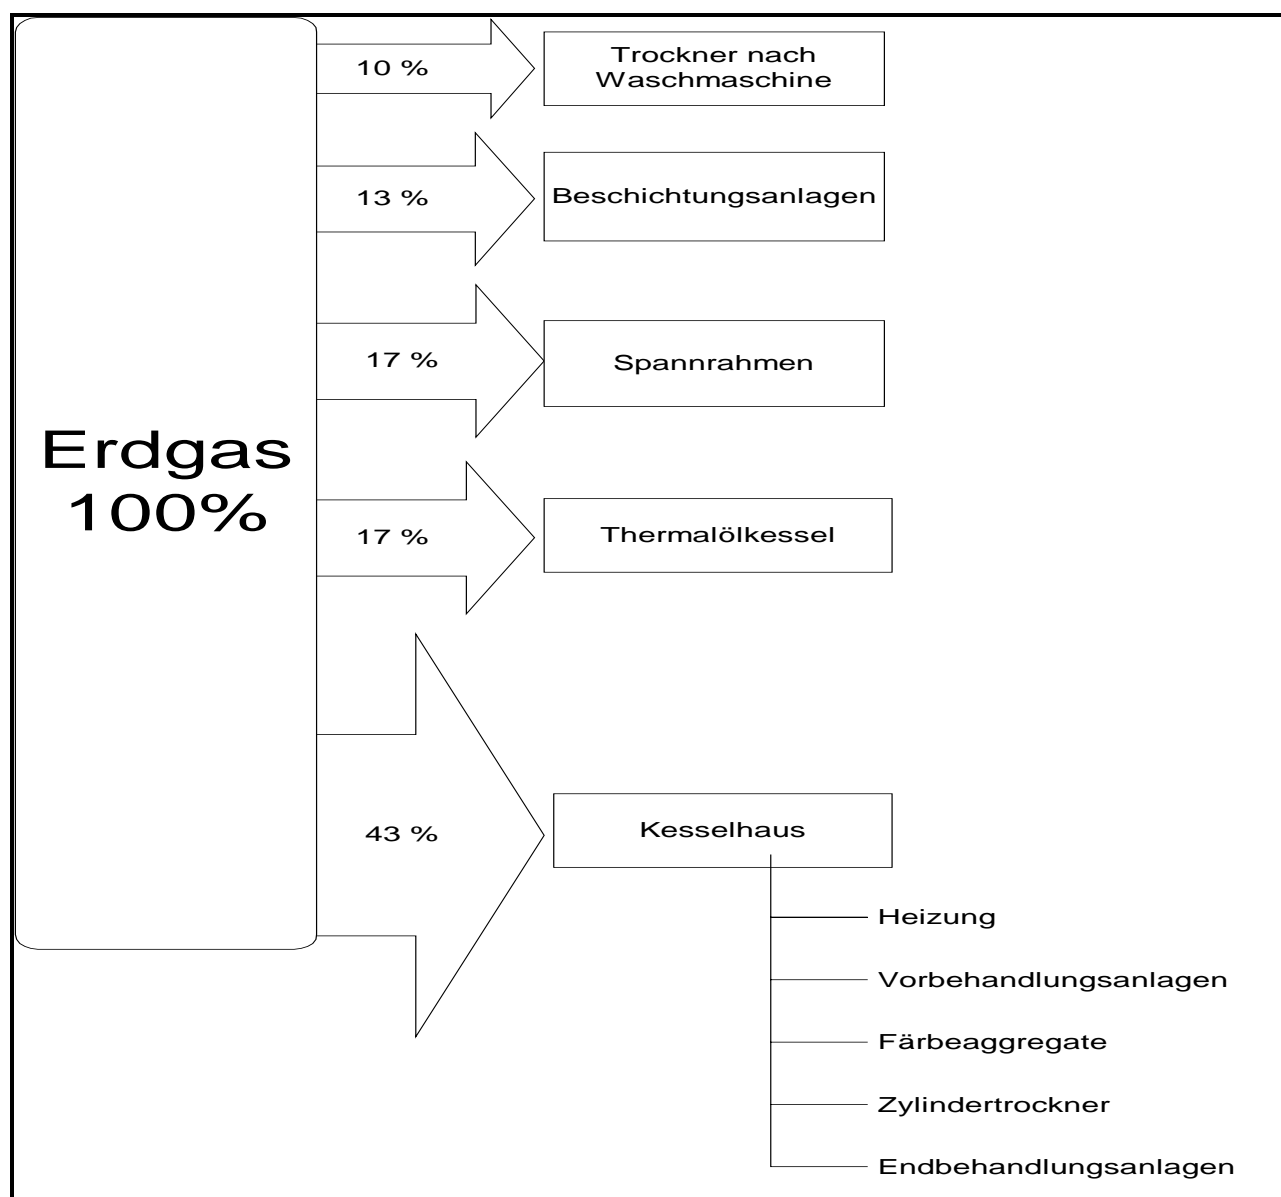 Erdgas
100%
10 %
Trockner nach
Waschmaschine
13 %
Beschichtungsanlagen
17 %
Spannrahmen
17 %
Thermalölkessel
43 %
Kesselhaus
Heizung
Vorbehandlungsanlagen
Färbeaggregate
Zylindertrockner
Endbehandlungsanlagen